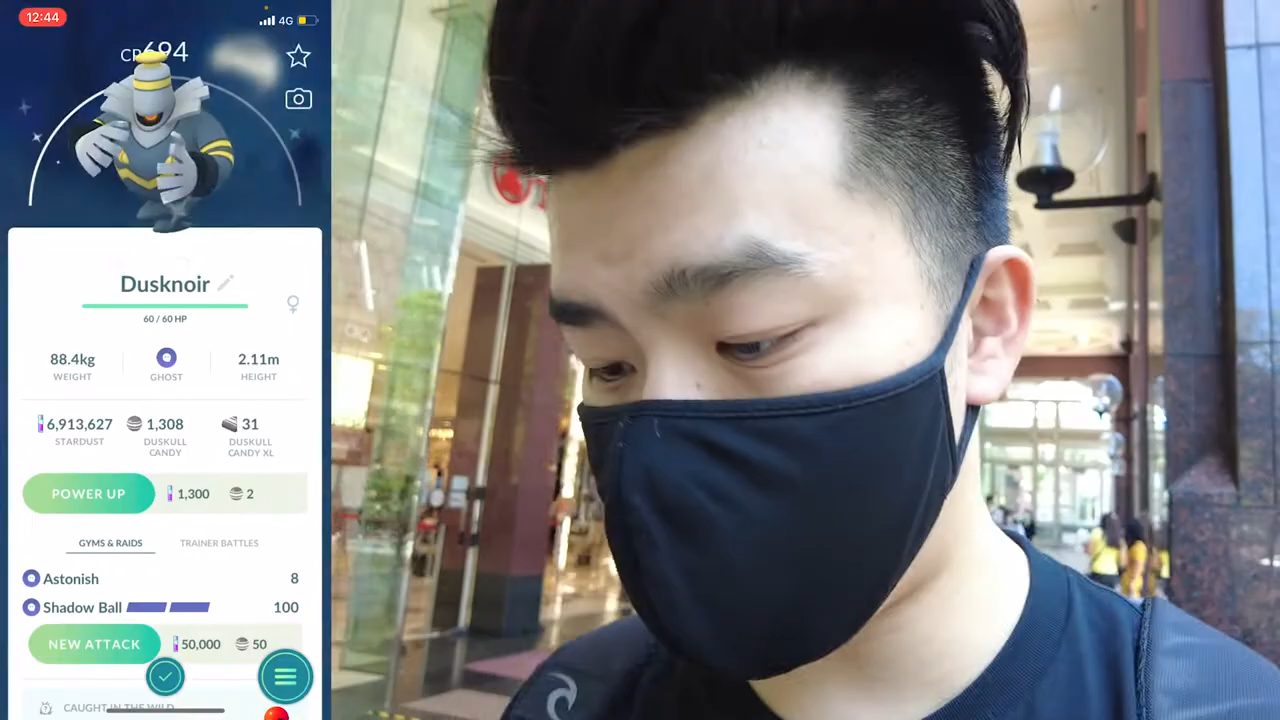 12:44
4G
CP694
Dusknoir
60 / 60 HP
88.4kg
WEIGHT
GHOST
2.11m
HEIGHT
6,913,627
STARDUST
1,308
DUSKULL
CANDY
31
DUSKULL
CANDY XL
POWER UP
1,300
2
GYMS & RAIDS
TRAINER BATTLES
Astonish
8
Shadow Ball
100
NEW ATTACK
50,000
50
CAUGHT IN THE WILD